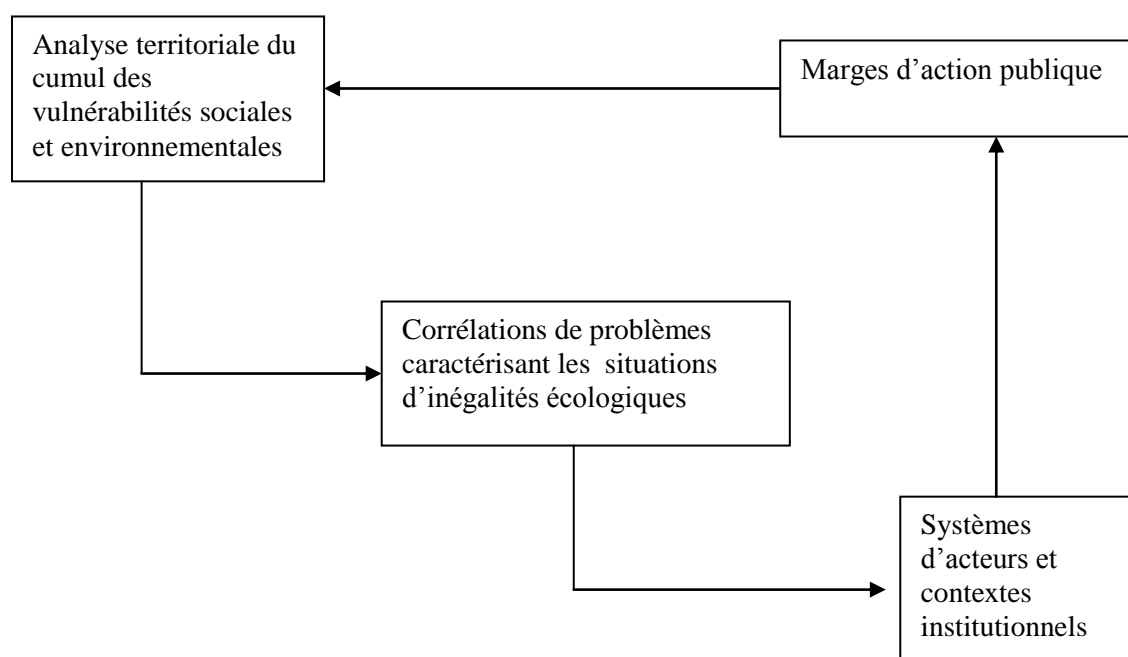 Analyse territoriale du
cumul des
vulnérabilités sociales
et environnementales
Marges d’action publique
Corrélations de problèmes
caractérisant les situations
d’inégalités écologiques
Systèmes
d’acteurs et
contextes
institutionnels